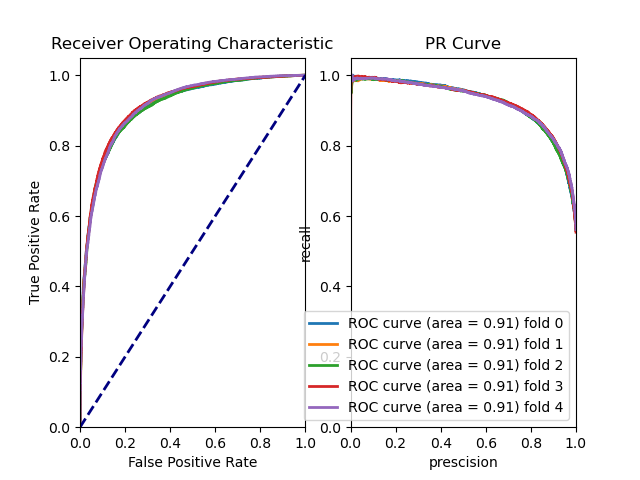 Receiver Operating Characteristic
1.0
0.8
0.6
0.4
0.2
0.0
True Positive Rate
0.0 0.2 0.4 0.6 0.8 1.0
False Positive Rate
PR Curve
1.0
0.8
0.6
0.4
0.2
0.0
recall
ROC curve (area = 0.91) fold 0
ROC curve (area = 0.91) fold 1
ROC curve (area = 0.91) fold 2
ROC curve (area = 0.91) fold 3
ROC curve (area = 0.91) fold 4
0.0 0.2 0.4 0.6 0.8 1.0
prescision